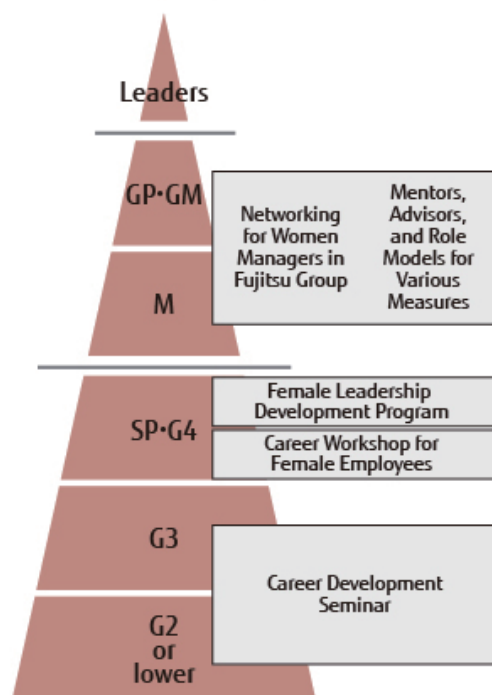 Leaders
GP•GM
Networking
for Women
Managers in
Fujitsu Group
Mentors,
Advisors,
and Role
Models for
Various
Measures
M
Female Leadership
Development Program
SP•G4
Career Workshop for
Female Employees
G3
Career Development
Seminar
G2
or
lower